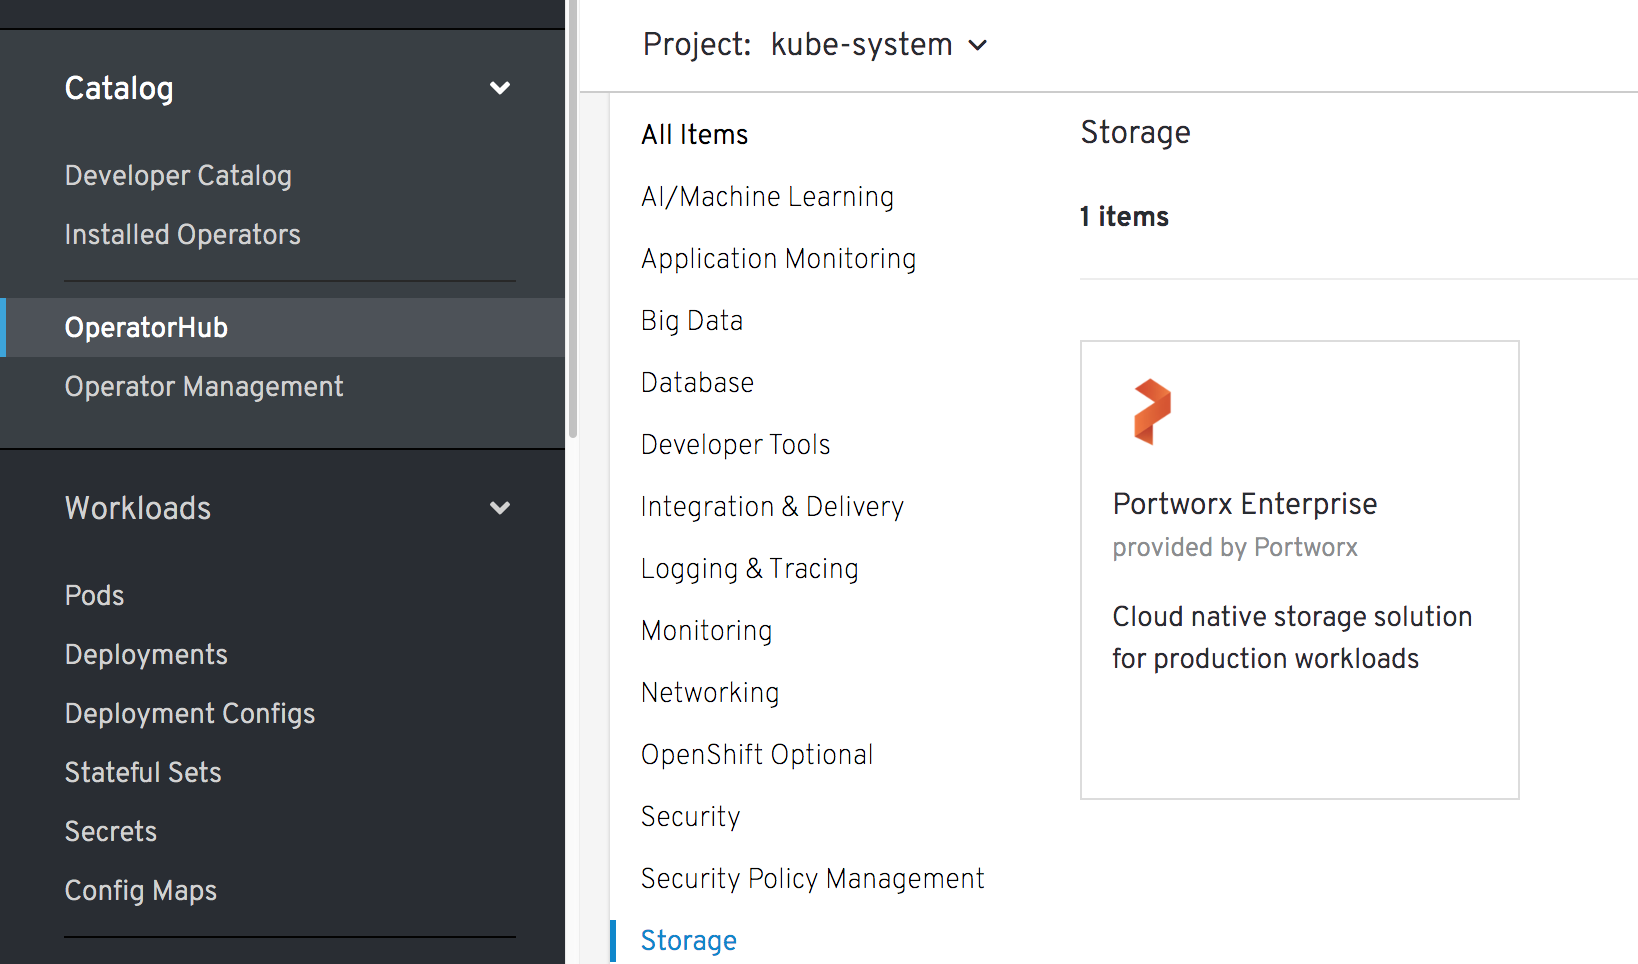 Catalog
Developer Catalog
Installed Operators
OperatorHub
Operator Management
Workloads
Pods
Deployments
Deployment Configs
Stateful Sets
Secrets
Config Maps
Project: kube-system
All Items
AI/Machine Learning
Application Monitoring
Big Data
Database
Developer Tools
Integration & Delivery
Logging & Tracing
Monitoring
Networking
OpenShift Optional
Security
Security Policy Management
Storage
Storage
1 items
Portworx Enterprise
provided by Portworx
Cloud native storage solution
for production workloads